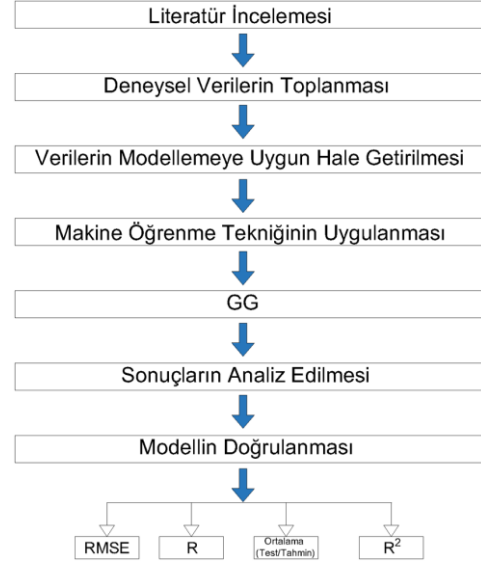 Literatür İncelemesi
Deneysel Verilerin Toplanması
Verilerin Modellemeye Uygun Hale Getirilmesi
Makine Öğrenme Tekniğinin Uygulanması
GG
Sonuçların Analiz Edilmesi
Modellin Doğrulanması
RMSE
R
Ortalama
(Test/Tahmin)
R²